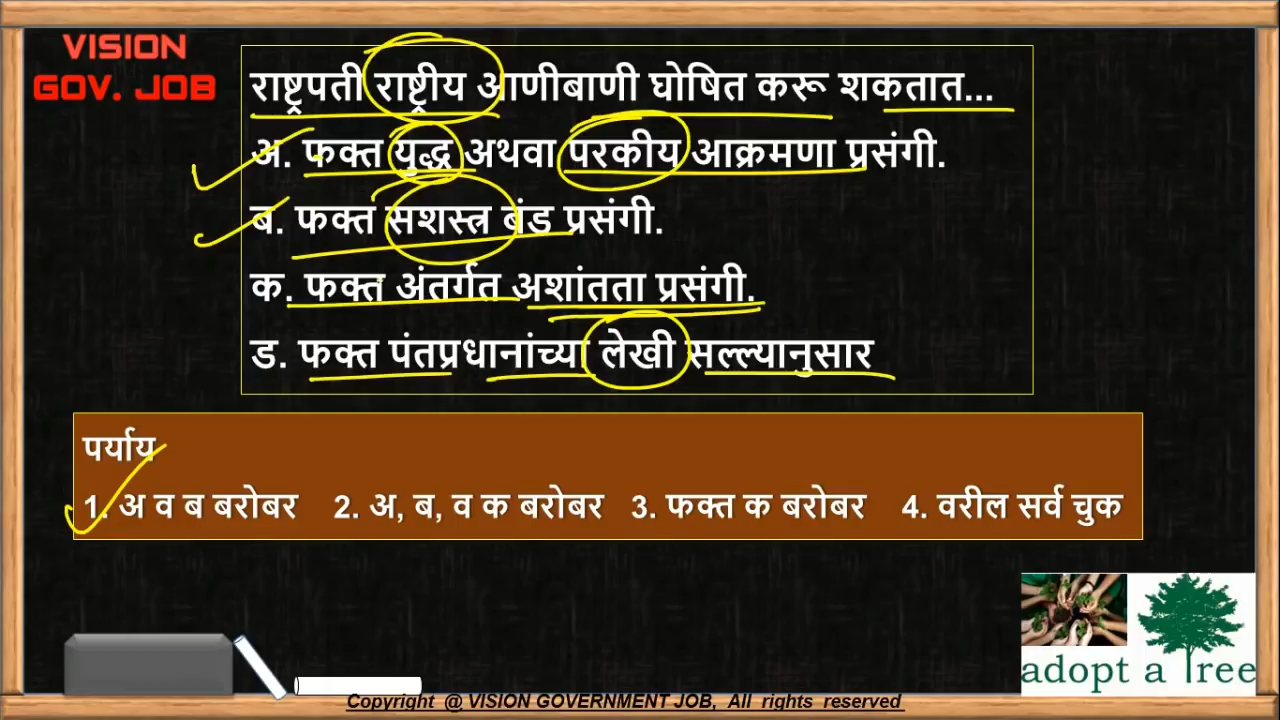 VISION
GOV. JOB
राष्ट्रपती राष्ट्रीय आणीबाणी घोषित करू शकतात...
अ. फक्त युद्ध अथवा परकीय आक्रमणा प्रसंगी.
ब. फक्त सशस्त्र बंड प्रसंगी.
क. फक्त अंतर्गत अशांतता प्रसंगी.
ड. फक्त पंतप्रधानांच्या लेखी सल्ल्यानुसार
पर्याय
1. अ व ब बरोबर 2. अ, ब, व क बरोबर 3. फक्त क बरोबर 4. वरील सर्व चुक
adopt a Tree
Copyright @ VISION GOVERNMENT JOB, All rights reserved